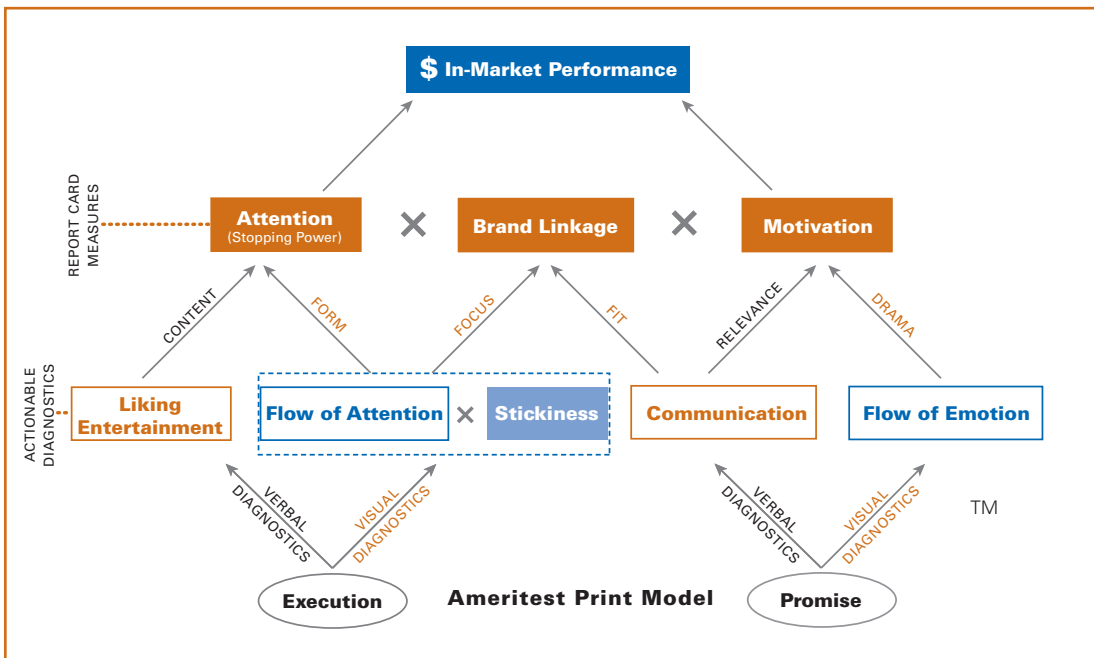 $ In-Market Performance
REPORT CARD
MEASURES
Attention
(Stopping Power)
×
Brand Linkage
×
Motivation
CONTENT
FORM
FOCUS
FIT
RELEVANCE
DRAMA
ACTIONABLE
DIAGNOSTICS
Liking
Entertainment
Flow of Attention
×
Stickiness
Communication
Flow of Emotion
VERBAL
DIAGNOSTICS
VISUAL
DIAGNOSTICS
VERBAL
DIAGNOSTICS
VISUAL
DIAGNOSTICS
TM
Execution
Ameritest Print Model
Promise